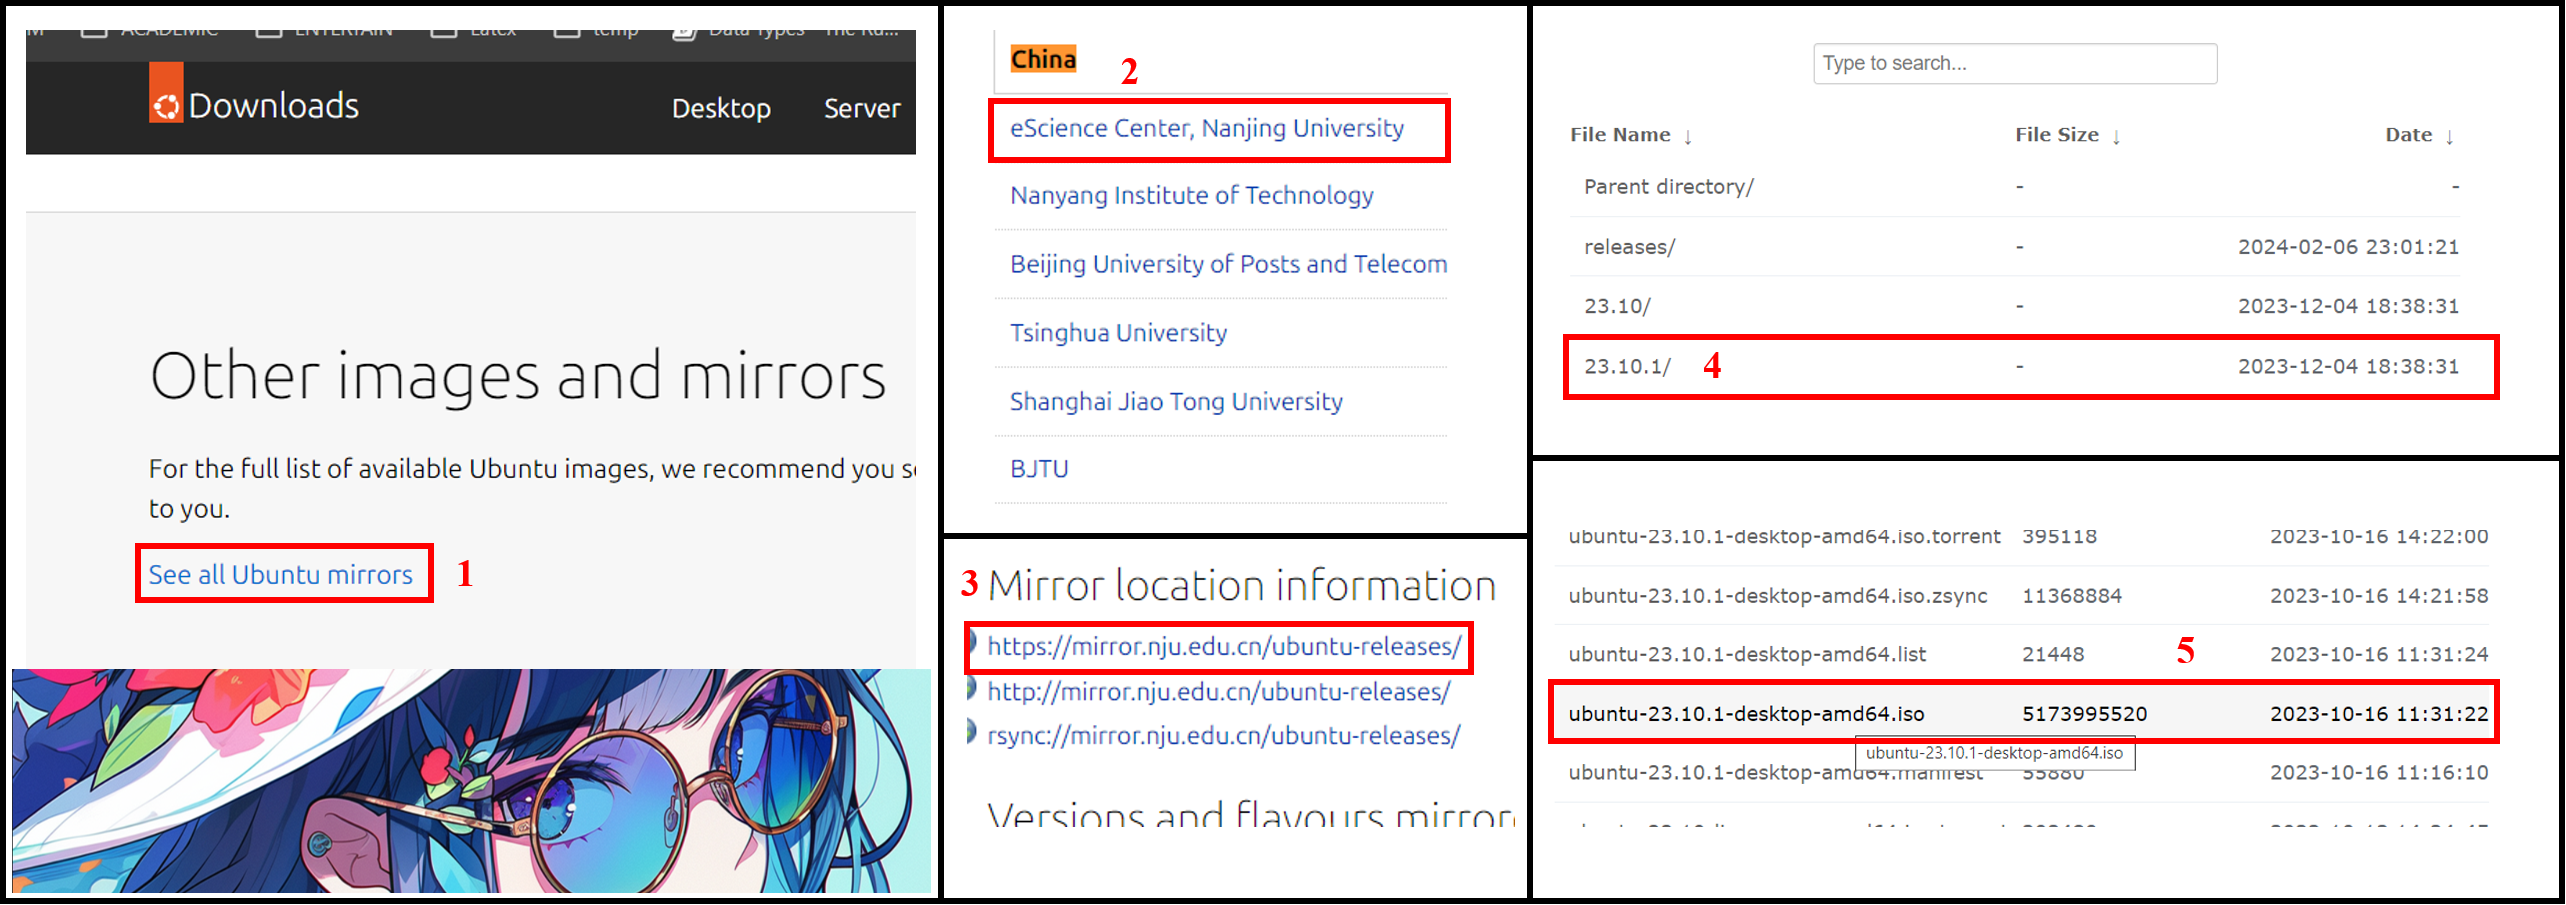 ACADEMIC ENTERTAIN Latex temp Data Types The Ru...
Downloads Desktop Server
Other images and mirrors
For the full list of available Ubuntu images, we recommend you se
to you.
See all Ubuntu mirrors 1
China 2
eScience Center, Nanjing University
Nanyang Institute of Technology
Beijing University of Posts and Telecom
Tsinghua University
Shanghai Jiao Tong University
BJTU
3 Mirror location information
https://mirror.nju.edu.cn/ubuntu-releases/
http://mirror.nju.edu.cn/ubuntu-releases/
rsync://mirror.nju.edu.cn/ubuntu-releases/
Versions and flavours mirror
Type to search...
File Name ↓ File Size ↓ Date ↓
Parent directory/ - -
releases/ - 2024-02-06 23:01:21
23.10/ - 2023-12-04 18:38:31
23.10.1/ 4 - 2023-12-04 18:38:31
ubuntu-23.10.1-desktop-amd64.iso.torrent 395118 2023-10-16 14:22:00
ubuntu-23.10.1-desktop-amd64.iso.zsync 11368884 2023-10-16 14:21:58
ubuntu-23.10.1-desktop-amd64.list 21448 5 2023-10-16 11:31:24
ubuntu-23.10.1-desktop-amd64.iso 5173995520 2023-10-16 11:31:22
ubuntu-23.10.1-desktop-amd64.iso
ubuntu-23.10.1-desktop-amd64.manifest 55880 2023-10-16 11:16:10